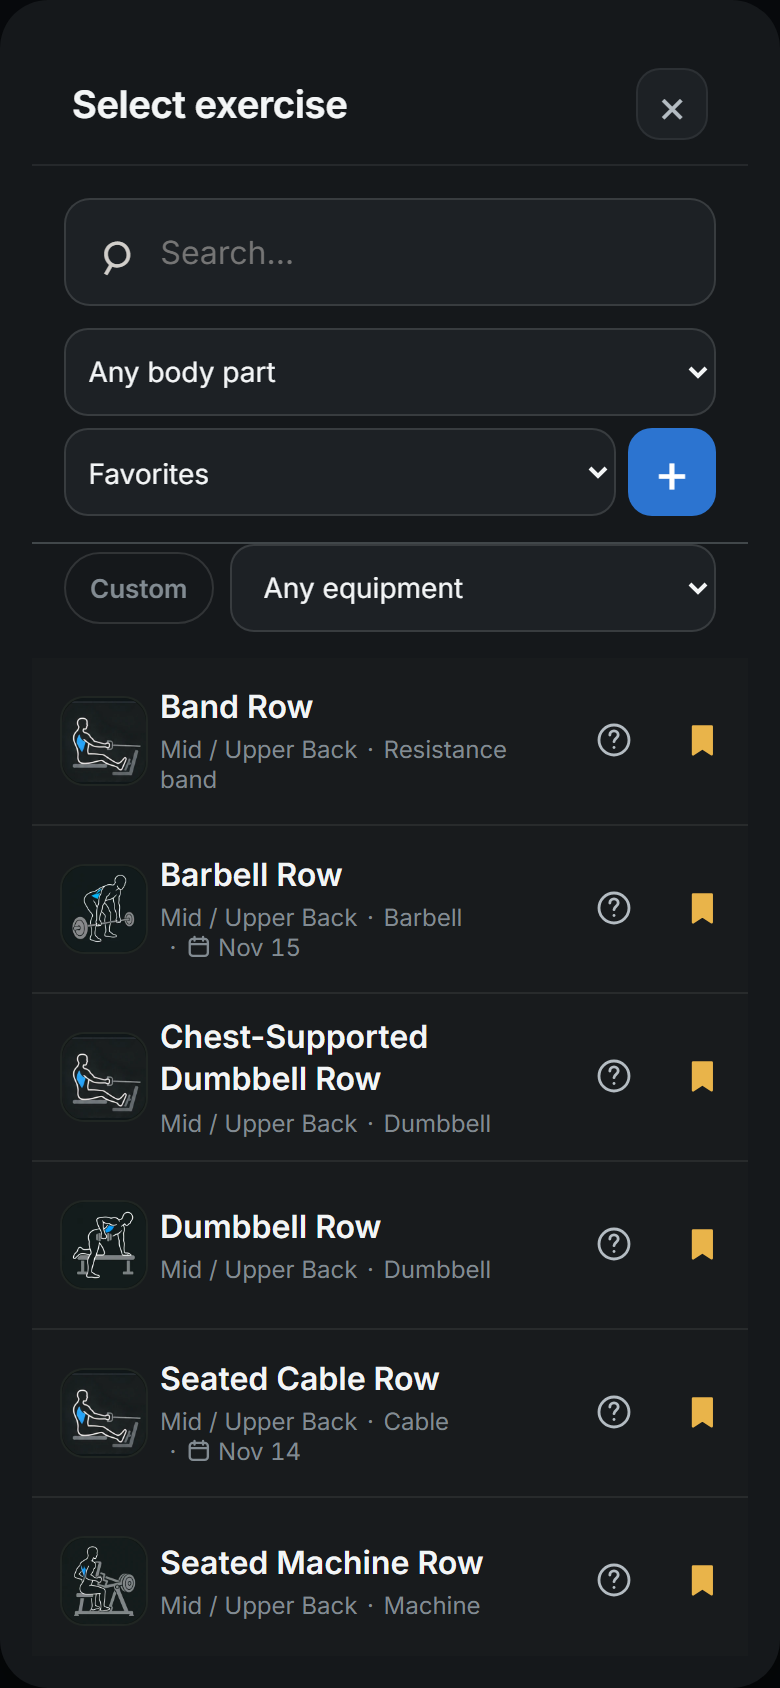 Select exercise
Search...
Any body part
Favorites
+
Custom
Any equipment
Band Row
Mid / Upper Back · Resistance
band
Barbell Row
Mid / Upper Back · Barbell
· Nov 15
Chest-Supported
Dumbbell Row
Mid / Upper Back · Dumbbell
Dumbbell Row
Mid / Upper Back · Dumbbell
Seated Cable Row
Mid / Upper Back · Cable
· Nov 14
Seated Machine Row
Mid / Upper Back · Machine